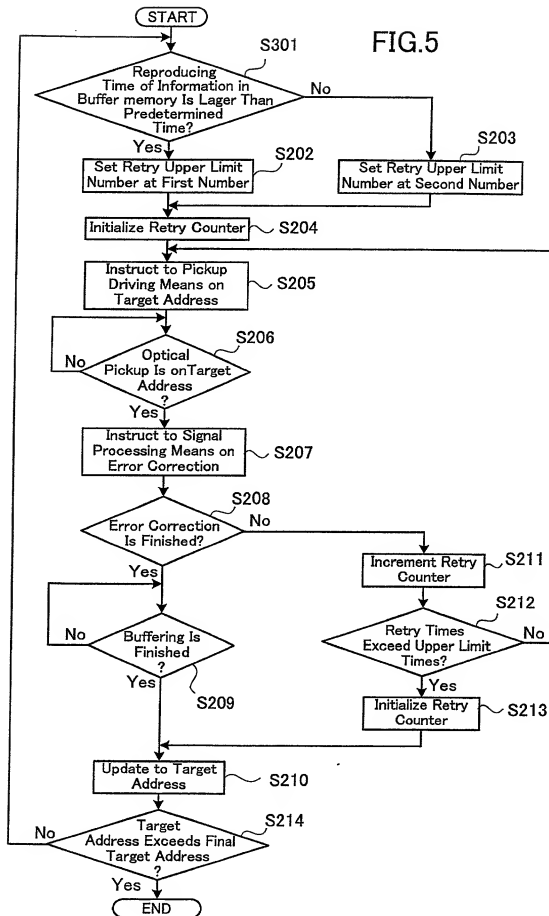 START
FIG.5
S301
Reproducing
Time of Information in
Buffer memory Is Lager Than
Predetermined
Time?
No
Yes
S202
S203
Set Retry Upper Limit
Number at First Number
Set Retry Upper Limit
Number at Second Number
Initialize Retry Counter
S204
Instruct to Pickup
Driving Means on
Target Address
S205
S206
No
Optical
Pickup Is onTarget
Address
?
Yes
Instruct to Signal
Processing Means on
Error Correction
S207
S208
Error Correction
Is Finished?
No
Yes
Increment Retry
Counter
S211
S212
No
Buffering Is
Finished
?
Yes
S209
Retry Times
Exceed Upper Limit
Times?
No
Yes
Initialize Retry
Counter
S213
Update to Target
Address
S210
S214
No
Target
Address Exceeds Final
Target Address
?
Yes
END